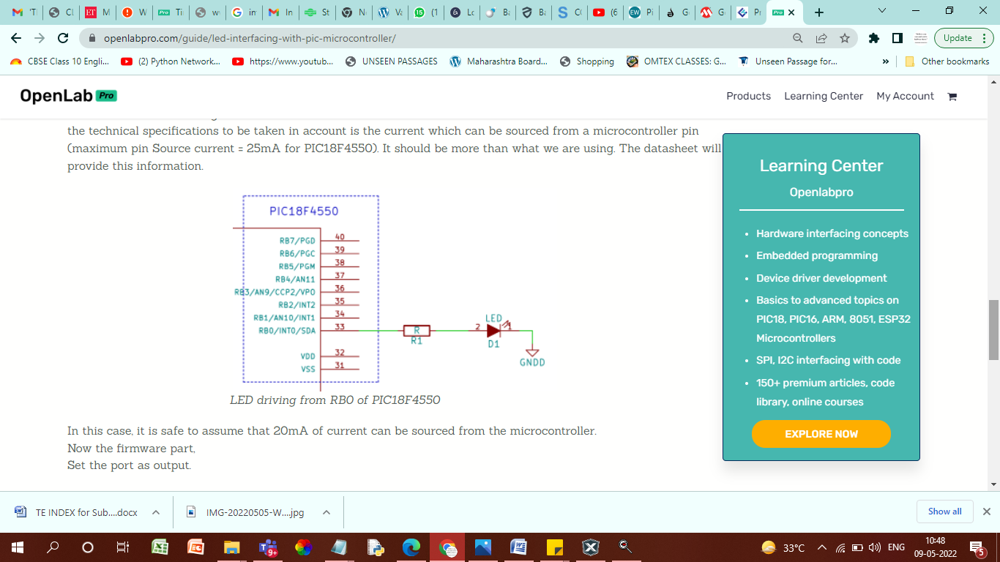 'T
Cl
ET M
W
Pro Ti
w
in
In
St
N
Va
15 (1
Lo
Ba
Ba
S C(
(6
EW Pi
G
G
Pr
Pro
openlabpro.com/guide/led-interfacing-with-pic-microcontroller/
Update
CBSE Class 10 Engli...
(2) Python Network...
https://www.youtub...
UNSEEN PASSAGES
Maharashtra Board...
Shopping
OMTEX CLASSES: G...
Unseen Passage for...
»
Other bookmarks
OpenLab Pro
Products Learning Center My Account
the technical specifications to be taken in account is the current which can be sourced from a microcontroller pin
(maximum pin Source current = 25mA for PIC18F4550). It should be more than what we are using. The datasheet will
provide this information.
PIC18F4550
RB7/PGD 40
RB6/PGC 39
RB5/PGM 38
RB4/AN11 37
RB3/AN9/CCP2/VPO 36
RB2/INT2 35
RB1/AN10/INT1 34
RB0/INT0/SDA 33
VDD 32
VSS 31
R
R1
LED
2 1
D1
GNDD
LED driving from RB0 of PIC18F4550
In this case, it is safe to assume that 20mA of current can be sourced from the microcontroller.
Now the firmware part,
Set the port as output.
Learning Center
Openlabpro
• Hardware interfacing concepts
• Embedded programming
• Device driver development
• Basics to advanced topics on
PIC18, PIC16, ARM, 8051, ESP32
Microcontrollers
• SPI, I2C interfacing with code
• 150+ premium articles, code
library, online courses
EXPLORE NOW
TE INDEX for Sub....docx
IMG-20220505-W....jpg
Show all
9+
33°C
ENG
10:48
09-05-2022
5